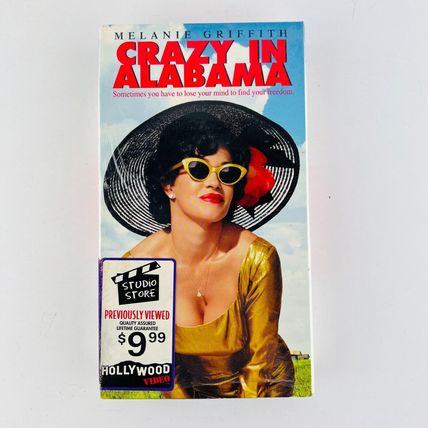 MELANIE GRIFFITH
CRAZY IN
ALABAMA
Sometimes you have to lose your mind to find your freedom.
STUDIO
STORE
PREVIOUSLY VIEWED
QUALITY ASSURED
LIFETIME GUARANTEE
$9.99
HOLLYWOOD
VIDEO